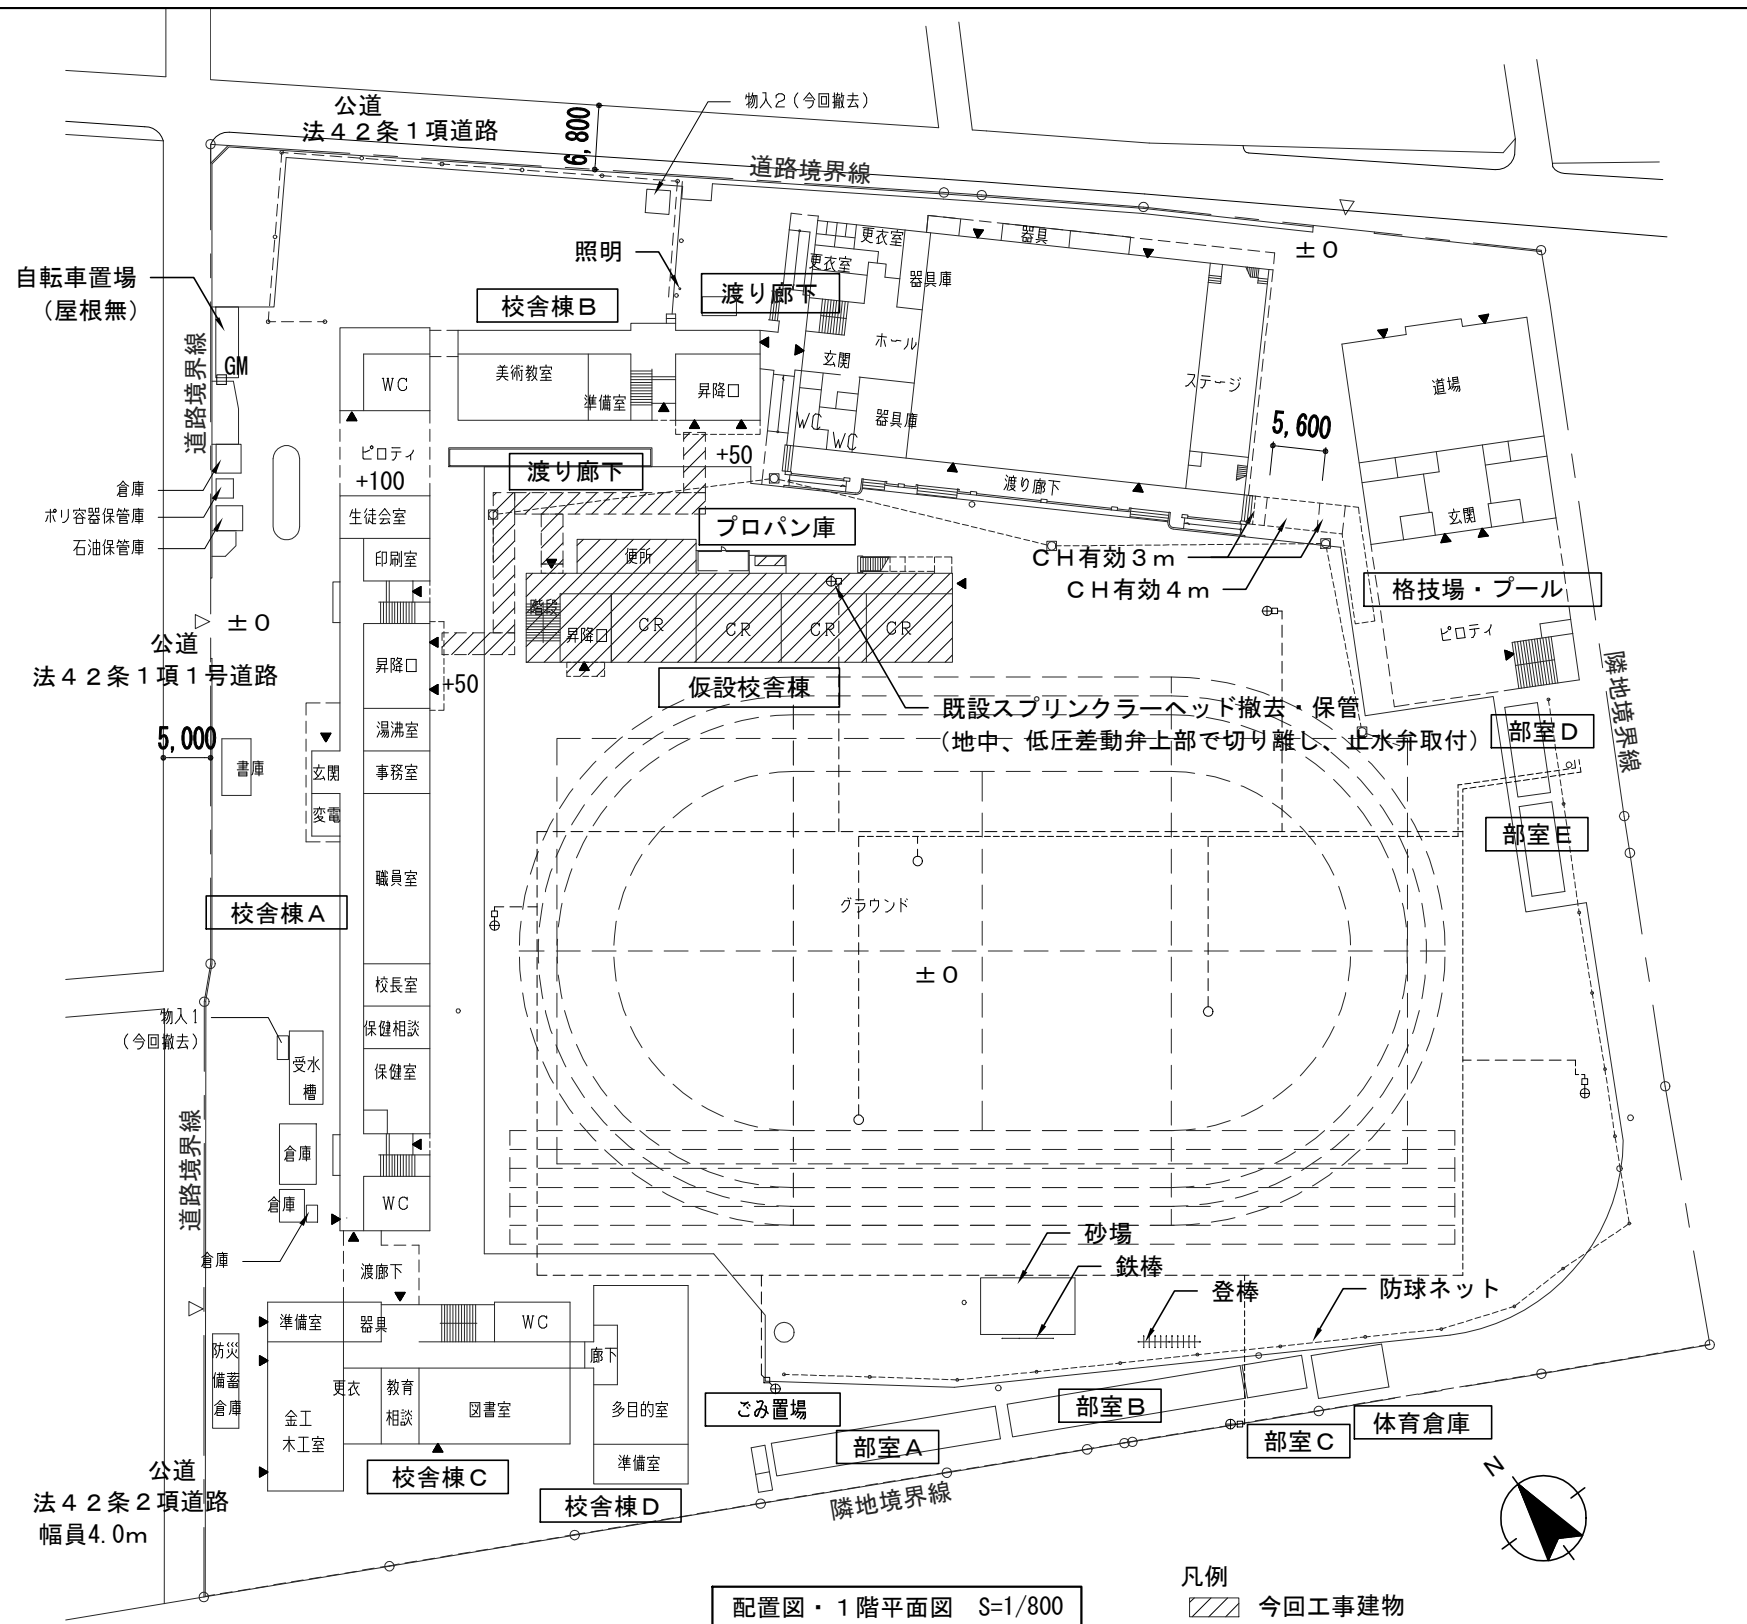 公道
法４２条１項道路
6,800
物入2（今回撤去）
道路境界線
照明
自転車置場
（屋根無）
校舎棟Ｂ
渡り廊下
更衣室
更衣室
器具
器具庫
±０
道路境界線
GM
ＷＣ
美術教室
準備室
昇降口
玄関
ホール
ステージ
道場
ＷＣ
ＷＣ
器具庫
5,600
ピロティ
+100
渡り廊下
+50
渡り廊下
倉庫
ポリ容器保管庫
石油保管庫
生徒会室
印刷室
プロパン庫
便所
玄関
ＣＨ有効３ｍ
ＣＨ有効４ｍ
格技場・プール
±０
公道
法４２条１項１号道路
階段
昇降口
ＣＲ
ＣＲ
ＣＲ
ＣＲ
ピロティ
昇降口
+50
仮設校舎棟
隣地境界線
既設スプリンクラーヘッド撤去・保管
（地中、低圧差動弁上部で切り離し、止水弁取付）
部室Ｄ
5,000
書庫
湯沸室
玄関
事務室
変電
部室Ｅ
職員室
校舎棟Ａ
グラウンド
±０
校長室
物入1
（今回撤去）
保健相談
受水
槽
保健室
道路境界線
倉庫
倉庫
ＷＣ
倉庫
渡廊下
砂場
鉄棒
登棒
防球ネット
準備室
器具
ＷＣ
廊下
防災
備蓄
倉庫
更衣
教育
相談
図書室
多目的室
金工
木工室
準備室
ごみ置場
部室Ａ
部室Ｂ
部室Ｃ
体育倉庫
校舎棟Ｃ
校舎棟Ｄ
隣地境界線
公道
法４２条２項道路
幅員4.0m
N
配置図・１階平面図　S=1/800
凡例
今回工事建物